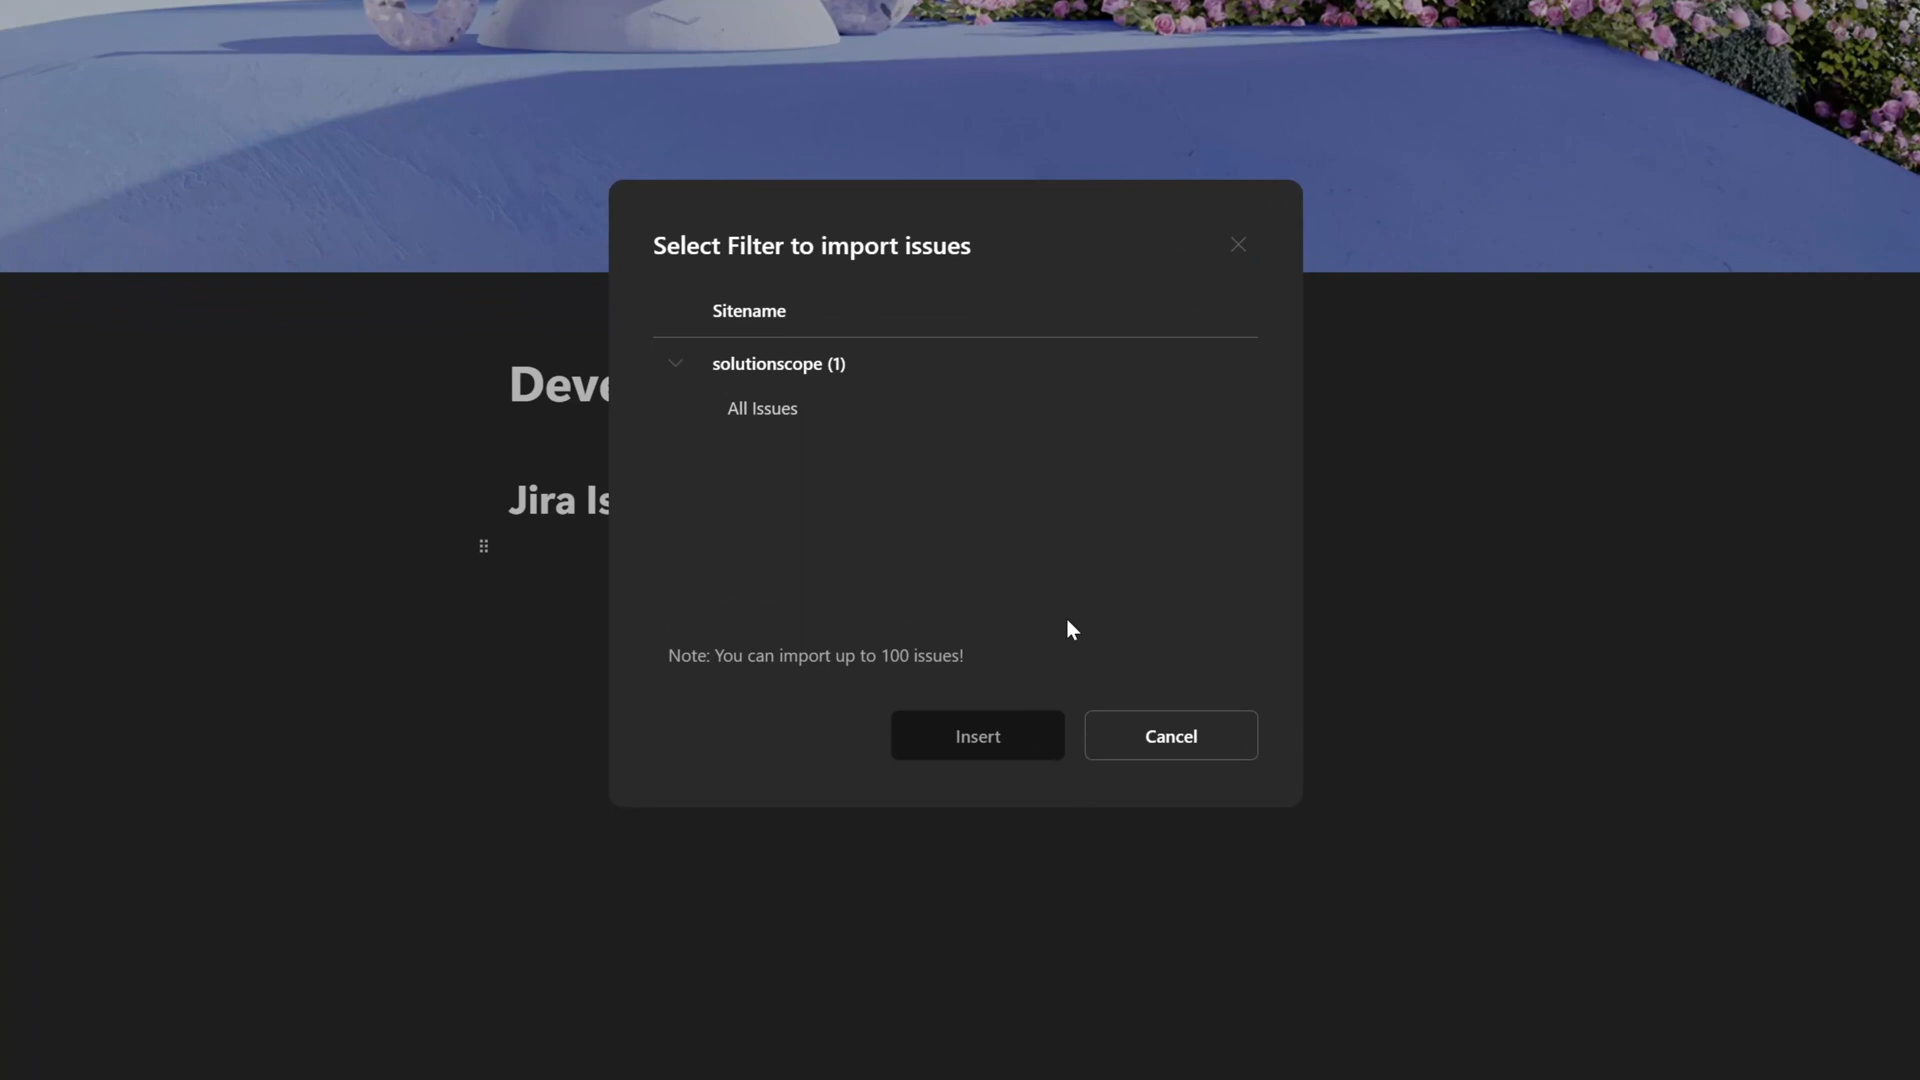 Select Filter to import issues
Sitename
solutionscope (1)
All Issues
Jira
Note: You can import up to 100 issues!
Insert
Cancel